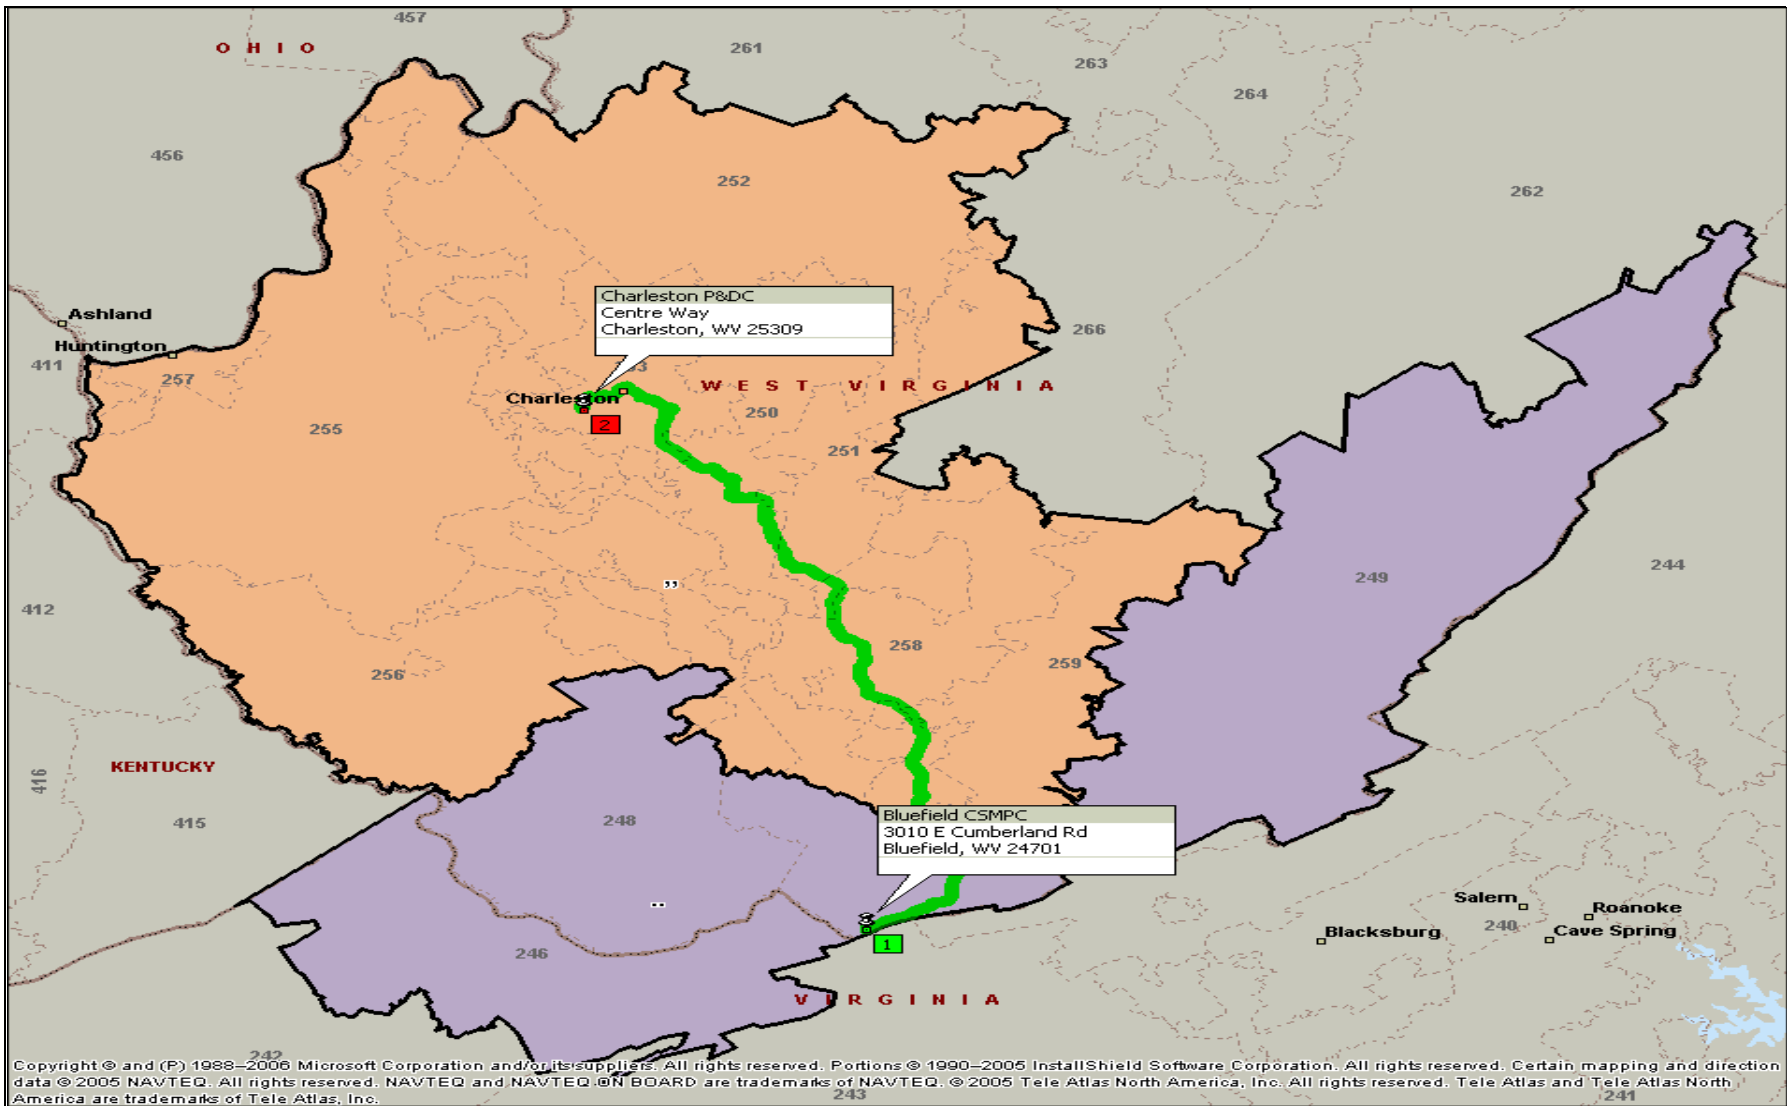 457
OHIO
261
263
264
456
252
262
Ashland
Charleston P&DC
Centre Way
Charleston, WV 25309
266
Huntington
411
257
WEST VIRGINIA
Charleston
250
2
255
251
249
244
412
258
259
256
KENTUCKY
416
415
248
Bluefield CSMPC
3010 E Cumberland Rd
Bluefield, WV 24701
Salem
Roanoke
240
Blacksburg
Cave Spring
1
246
VIRGINIA
242
Copyright © and (P) 1988–2006 Microsoft Corporation and/or its suppliers. All rights reserved. Portions © 1990–2005 InstallShield Software Corporation. All rights reserved. Certain mapping and direction
data © 2005 NAVTEQ. All rights reserved. NAVTEQ and NAVTEQ ON BOARD are trademarks of NAVTEQ. © 2005 Tele Atlas North America, Inc. All rights reserved. Tele Atlas and Tele Atlas North
America are trademarks of Tele Atlas, Inc.
243
241